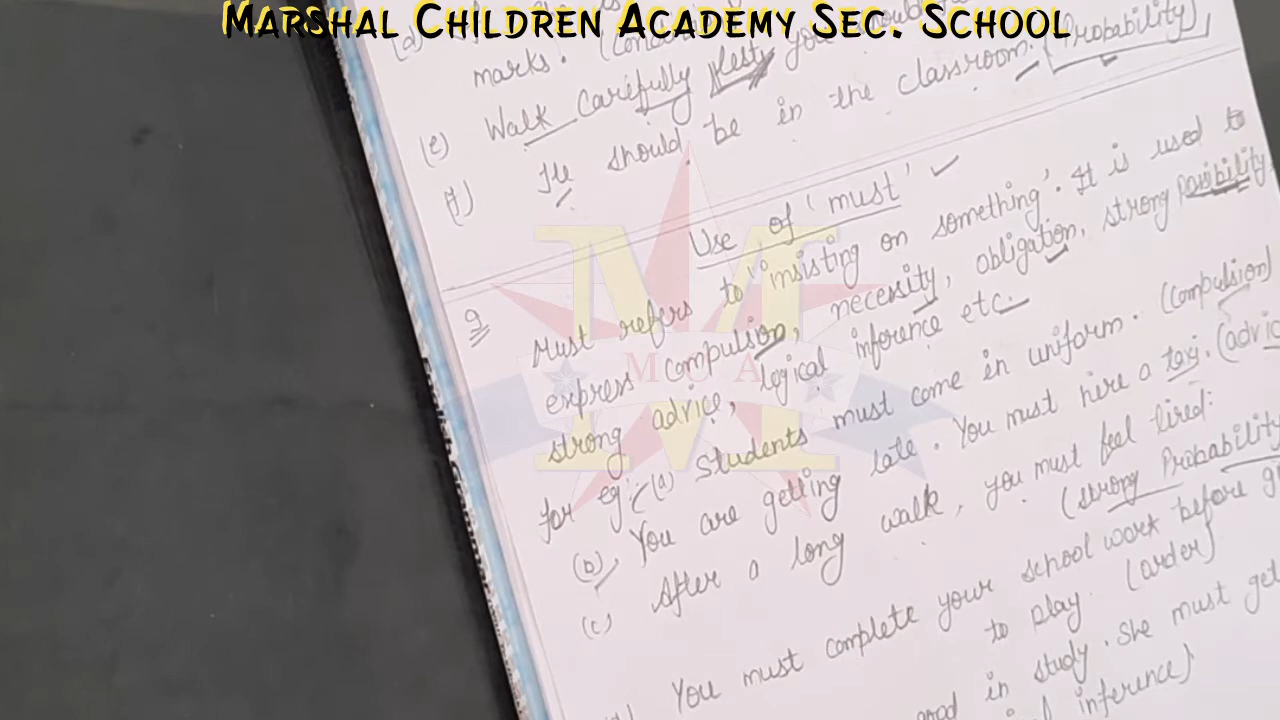 MARSHAL CHILDREN ACADEMY SEC. SCHOOL
(d)
marks.
(e) Walk carefully lest you
(f) He should be in the classroom. (Probability)
Use of 'must'
9 Must refers to 'insisting on something'. It is used to
express compulsion, necessity, obligation, strong possibility,
strong advice, logical inference etc.
for eg:- (a) Students must come in uniform. (compulsion)
(b) You are getting late. You must hire a taxi. (advic
(c) After a long walk, you must feel tired.
(strong Probability
You must complete your school work before g
to play. (order)
in study. She must get
inference)
M C A